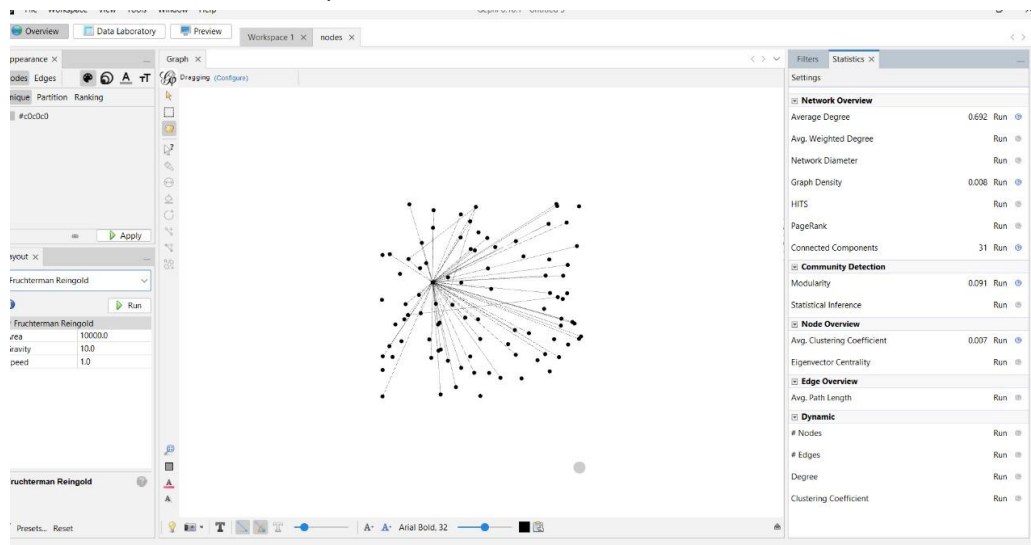 Overview Data Laboratory Preview Workspace 1 × nodes ×
ppearance ×
odes Edges
nique Partition Ranking
#c0c0c0
Apply
yout ×
Fruchterman Reingold
Run
Fruchterman Reingold
rea 10000.0
Gravity 10.0
peed 1.0
ruchterman Reingold
Presets... Reset
Graph ×
Dragging (Configure)
Arial Bold, 32
Filters Statistics ×
Settings
Network Overview
Average Degree 0.692 Run
Avg. Weighted Degree Run
Network Diameter Run
Graph Density 0.008 Run
HITS Run
PageRank Run
Connected Components 31 Run
Community Detection
Modularity 0.091 Run
Statistical Inference Run
Node Overview
Avg. Clustering Coefficient 0.007 Run
Eigenvector Centrality Run
Edge Overview
Avg. Path Length Run
Dynamic
# Nodes Run
# Edges Run
Degree Run
Clustering Coefficient Run